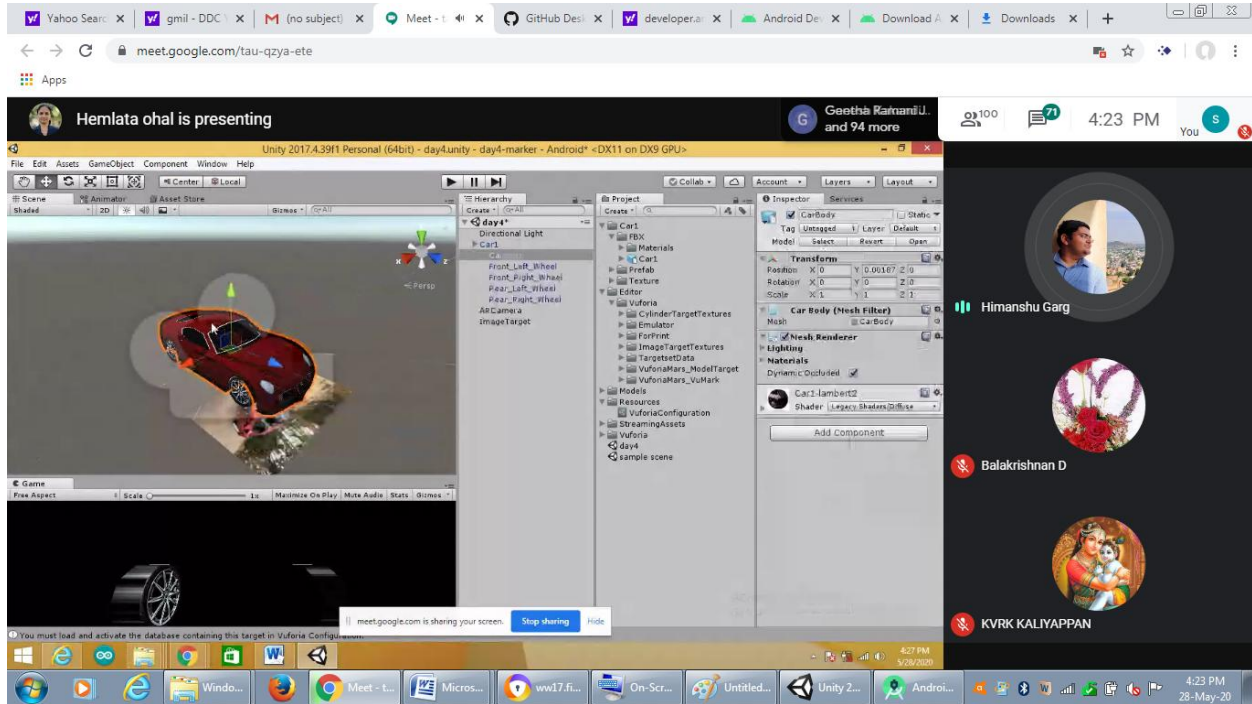 Yahoo Searc
gmil - DDC
M (no subject)
Meet - t
GitHub Desk
developer.an
Android Dev
Download A
Downloads
meet.google.com/tau-qzya-ete
Apps
Hemlata ohal is presenting
G
Geetha Ramani
and 94 more
100
71
4:23 PM
You
S
Unity 2017.4.39f1 Personal (64bit) - day4.unity - day4-marker - Android* <DX11 on DX9 GPU>
File Edit Assets GameObject Component Window Help
Center Local
Collab Account Layers Layout
Scene Animator Asset Store
Shaded 2D Gizmos All
x z
Persp
Hierarchy
Create All
day4*
Directional Light
Car1
Front_Left_Wheel
Front_Right_Wheel
Rear_Left_Wheel
Rear_Right_Wheel
ARCamera
ImageTarget
Project
Create
Car1
FBX
Materials
Car1
Prefab
Texture
Editor
Vuforia
CylinderTargetTextures
Emulator
ForPrint
ImageTargetTextures
TargetsetData
VuforiaMars_ModelTarget
VuforiaMars_VuMark
Models
Resources
VuforiaConfiguration
StreamingAssets
Vuforia
day4
sample scene
Inspector Services
CarBody Static
Tag Untagged Layer Default
Model Select Revert Open
Transform
Position X 0 Y 0.00187 Z 0
Rotation X 0 Y 0 Z 0
Scale X 1 Y 1 Z 1
Car Body (Mesh Filter)
Mesh CarBody
Mesh Renderer
Lighting
Materials
Dynamic Occluded
Car1-lambert2
Shader Legacy Shaders/Diffuse
Add Component
Game
Free Aspect Scale 1x Maximize On Play Mute Audio Stats Gizmos
You must load and activate the database containing this target in Vuforia Configuration.
meet.google.com is sharing your screen. Stop sharing Hide
4:27 PM
5/28/2020
Himanshu Garg
Balakrishnan D
KVRK KALIYAPPAN
Windo...
Meet - t...
Micros...
ww17.fi...
On-Scr...
Untitled...
Unity 2...
Androi...
4:23 PM
28-May-20